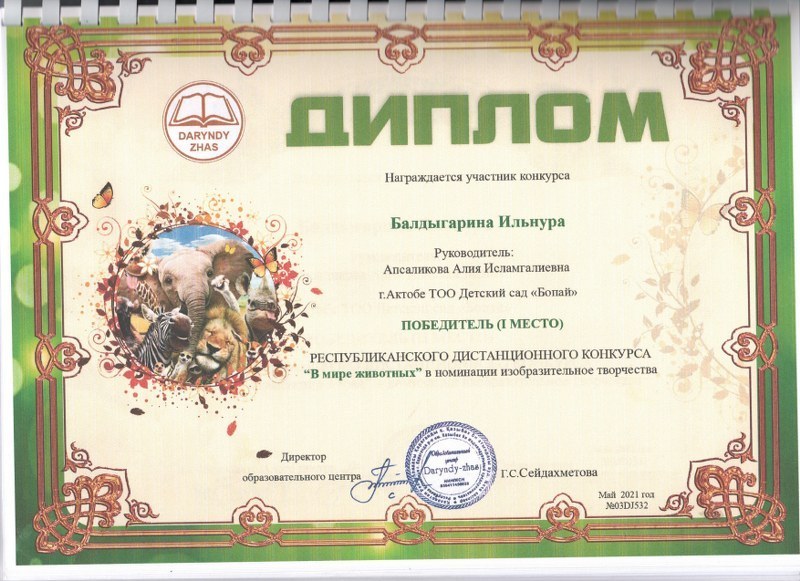 DARYNDY
ZHAS
ДИПЛОМ
Награждается участник конкурса
Балдыгарина Ильнура
Руководитель:
Апсаликова Алия Исламгалиевна
г.Актобе ТОО Детский сад «Бопай»
ПОБЕДИТЕЛЬ (I МЕСТО)
РЕСПУБЛИКАНСКОГО ДИСТАНЦИОННОГО КОНКУРСА
“В мире животных” в номинации изобразительное творчества
Директор
образовательного центра
Daryndy-zhas
Г.С.Сейдахметова
Май 2021 год
№03DJ532